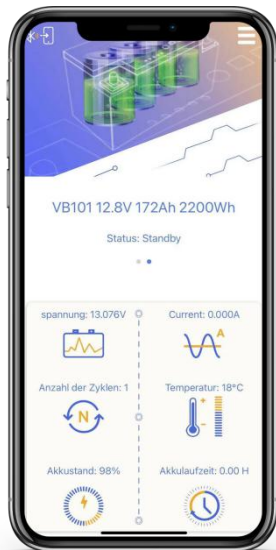 VB101 12.8V 172Ah 2200Wh
Status: Standby
spannung: 13.076V
Current: 0.000A
A
Anzahl der Zyklen: 1
Temperatur: 18°C
N
+
-
Akkustand: 98%
Akkulaufzeit: 0.00 H